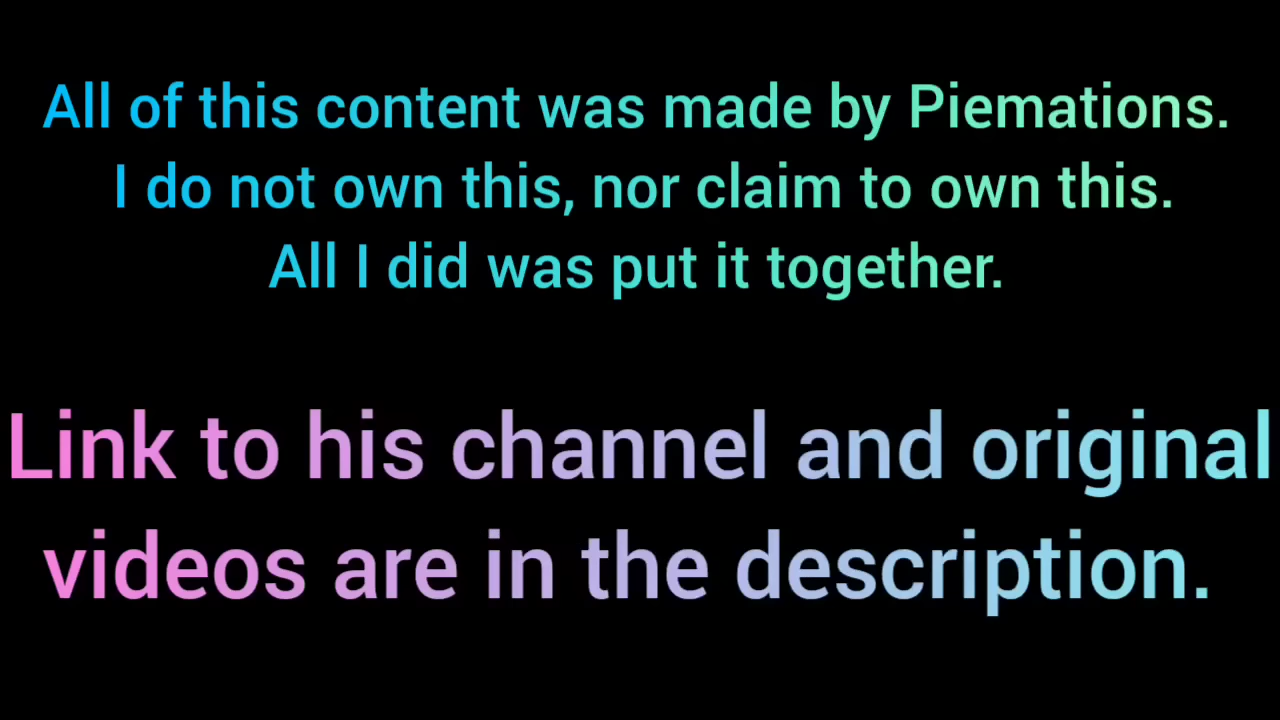 All of this content was made by Piemations.
I do not own this, nor claim to own this.
All I did was put it together.
Link to his channel and original
videos are in the description.